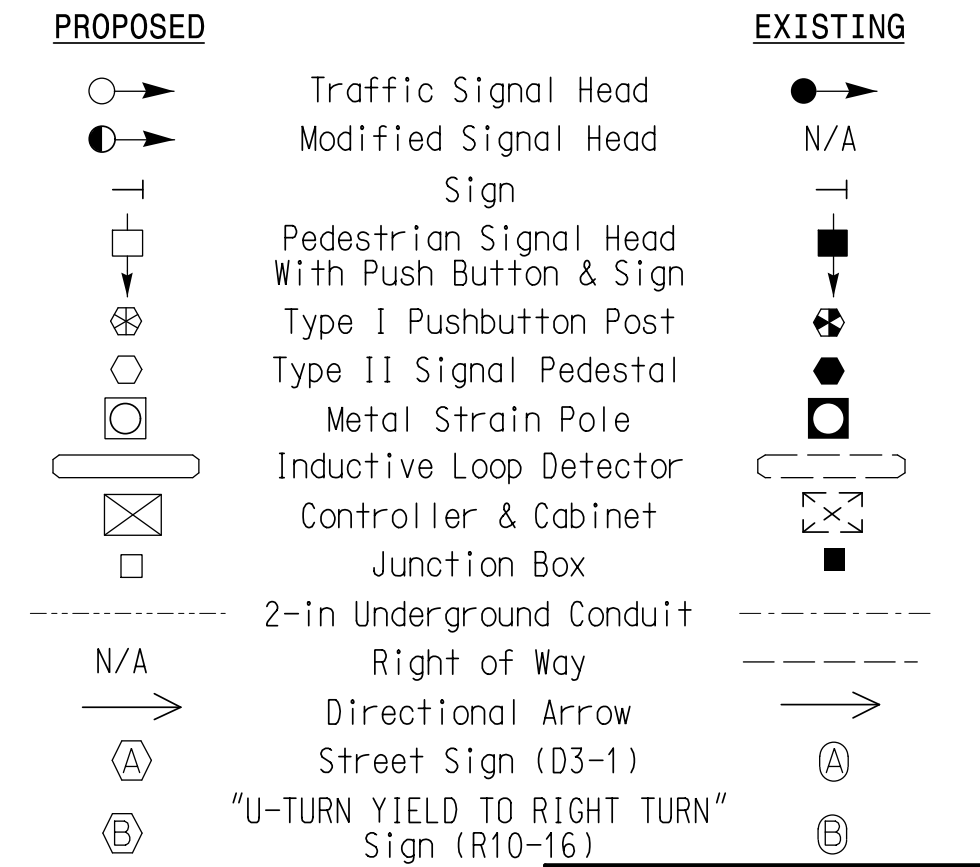 PROPOSED EXISTING
Traffic Signal Head
Modified Signal Head N/A
Sign
Pedestrian Signal Head
With Push Button & Sign
Type I Pushbutton Post
Type II Signal Pedestal
Metal Strain Pole
Inductive Loop Detector
Controller & Cabinet
Junction Box
2-in Underground Conduit
N/A Right of Way
Directional Arrow
A Street Sign (D3-1) A
"U-TURN YIELD TO RIGHT TURN"
B Sign (R10-16) B